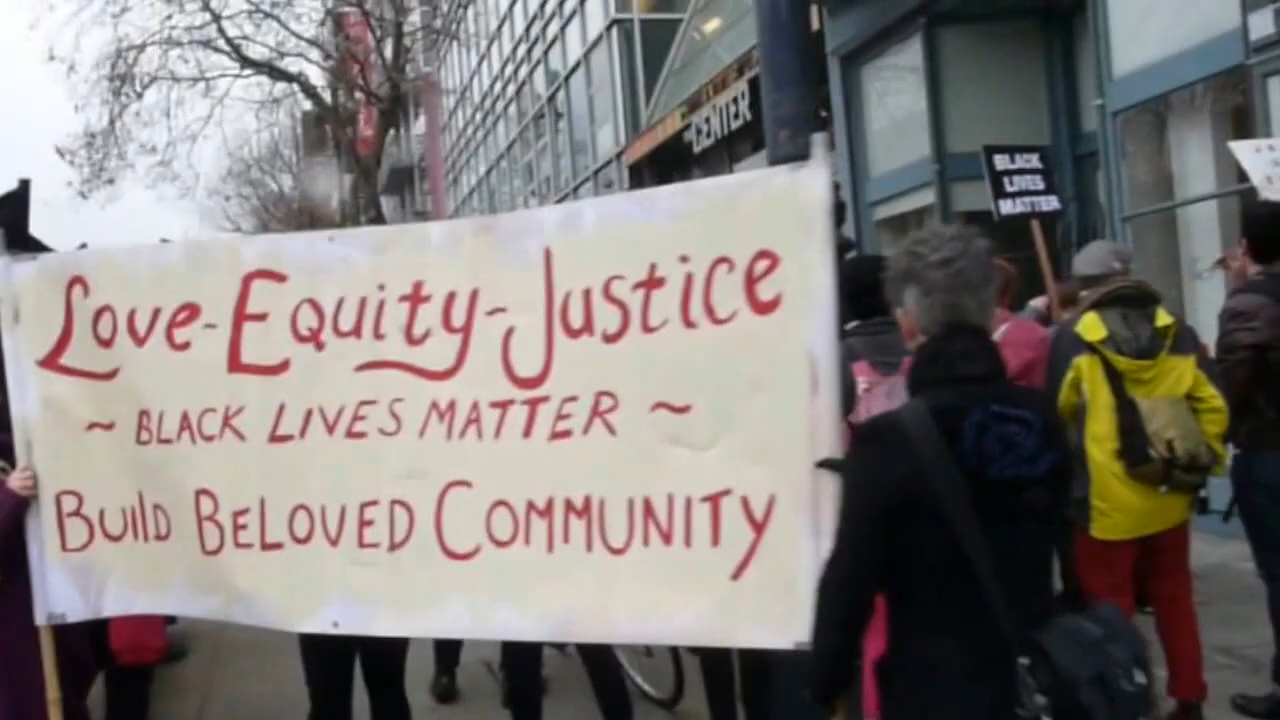 Love-Equity-Justice
~ BLACK LIVES MATTER ~
Build BELOVED COMMUNITY
CENTER
BLACK
LIVES
MATTER